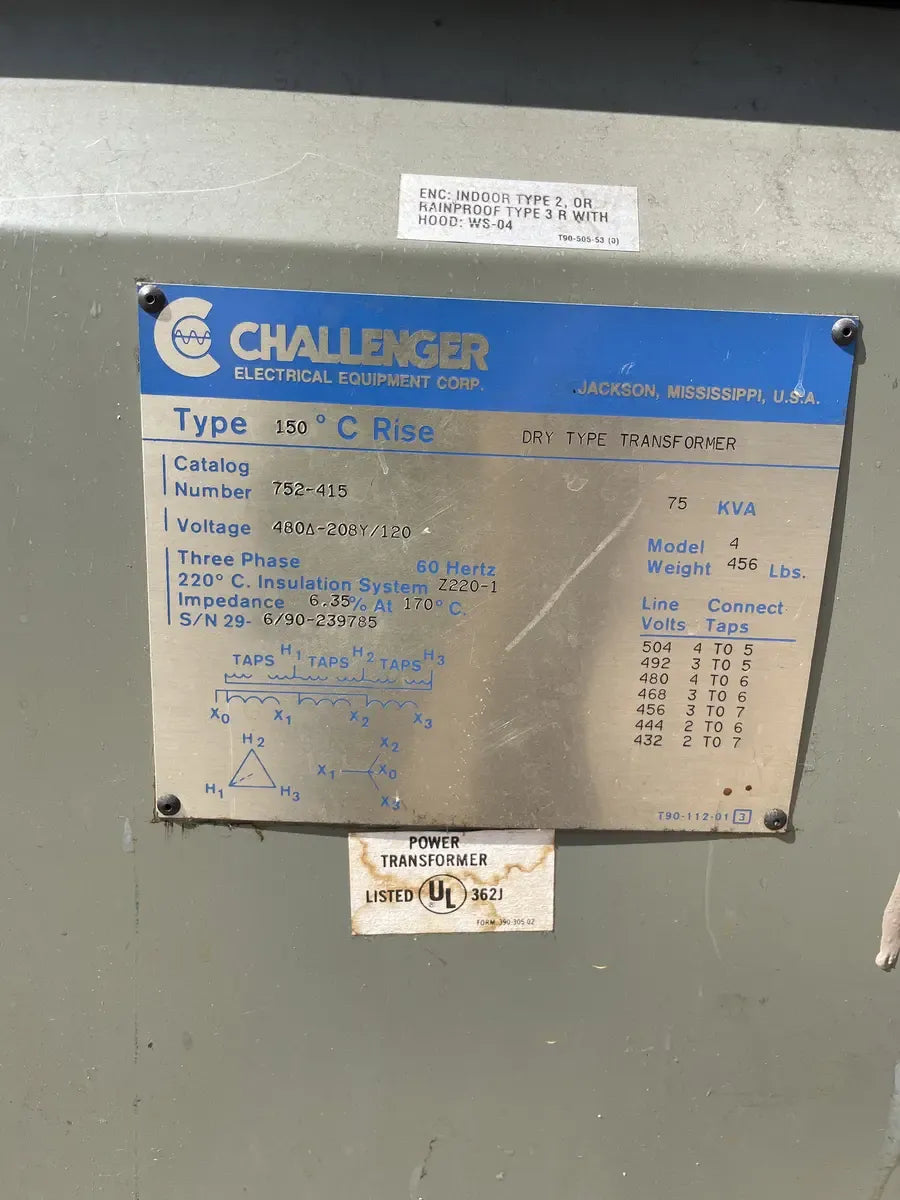 ENC: INDOOR TYPE 2, OR
RAINPROOF TYPE 3 R WITH
HOOD: WS-04
T90-505-53 (3)
CHALLENGER
ELECTRICAL EQUIPMENT CORP.
JACKSON, MISSISSIPPI, U.S.A.
Type 150 ° C Rise DRY TYPE TRANSFORMER
Catalog
Number 752-415
75 KVA
Voltage 480Δ-208Y/120
Model 4
Weight 456 Lbs.
Three Phase 60 Hertz
220° C. Insulation System Z220-1
Impedance 6.35% At 170° C.
S/N 29- 6/90-239785
Line Connect
Volts Taps
504 4 TO 5
492 3 TO 5
480 4 TO 6
468 3 TO 6
456 3 TO 7
444 2 TO 6
432 2 TO 7
TAPS H1 TAPS H2 TAPS H3
X0 X1 X2 X3
H2
H1 H3
X2
X1 X0
X3
T90-112-01 3
POWER
TRANSFORMER
LISTED UL 362J